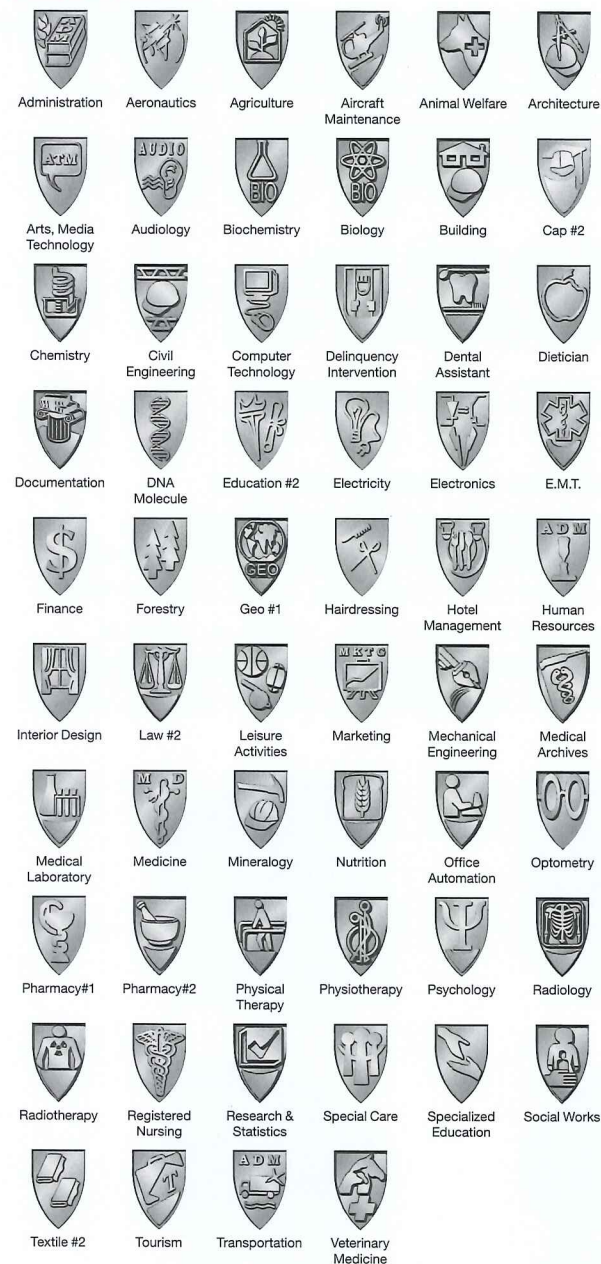 Administration
Aeronautics
Agriculture
Aircraft
Maintenance
Animal Welfare
Architecture
ATM
Arts, Media
Technology
AUDIO
Audiology
BIO
Biochemistry
BIO
Biology
Building
Cap #2
Chemistry
Civil
Engineering
Computer
Technology
Delinquency
Intervention
Dental
Assistant
Dietician
Documentation
DNA
Molecule
Education #2
Electricity
Electronics
E.M.T.
$
Finance
Forestry
GEO
Geo #1
Hairdressing
Hotel
Management
ADM
Human
Resources
Interior Design
Law #2
Leisure
Activities
MKTG
Marketing
Mechanical
Engineering
Medical
Archives
Medical
Laboratory
M D
Medicine
Mineralogy
Nutrition
Office
Automation
Optometry
Pharmacy#1
Pharmacy#2
Physical
Therapy
Physiotherapy
Ψ
Psychology
Radiology
Radiotherapy
Registered
Nursing
Research &
Statistics
Special Care
Specialized
Education
Social Works
Textile #2
T
Tourism
ADM
Transportation
Veterinary
Medicine